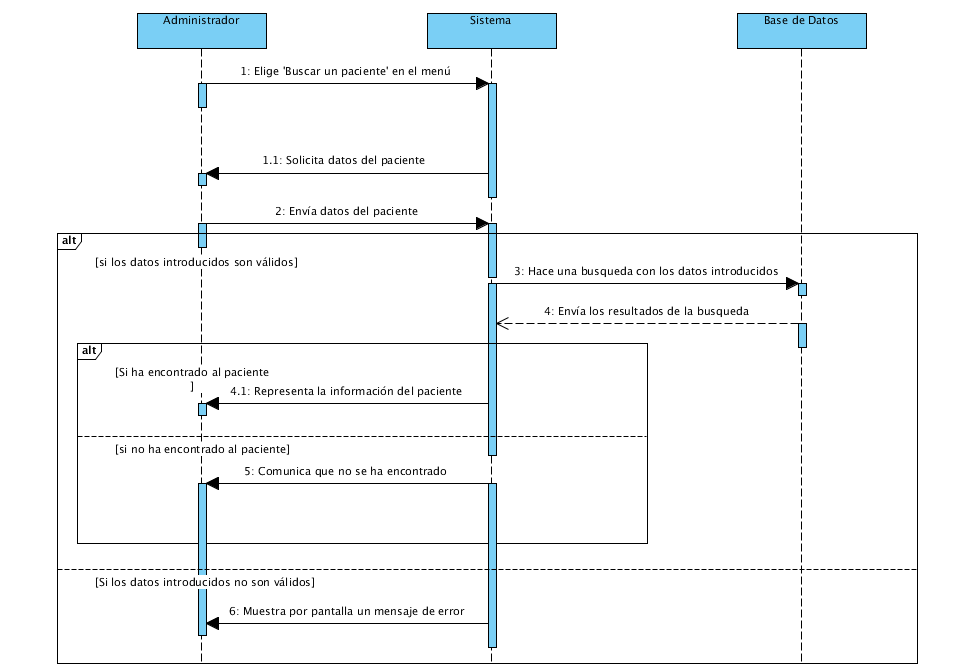 Administrador
Sistema
Base de Datos
1: Elige 'Buscar un paciente' en el menú
1.1: Solicita datos del paciente
2: Envía datos del paciente
alt
[si los datos introducidos son válidos]
3: Hace una busqueda con los datos introducidos
4: Envía los resultados de la busqueda
alt
[Si ha encontrado al paciente
]
4.1: Representa la información del paciente
[si no ha encontrado al paciente]
5: Comunica que no se ha encontrado
[Si los datos introducidos no son válidos]
6: Muestra por pantalla un mensaje de error